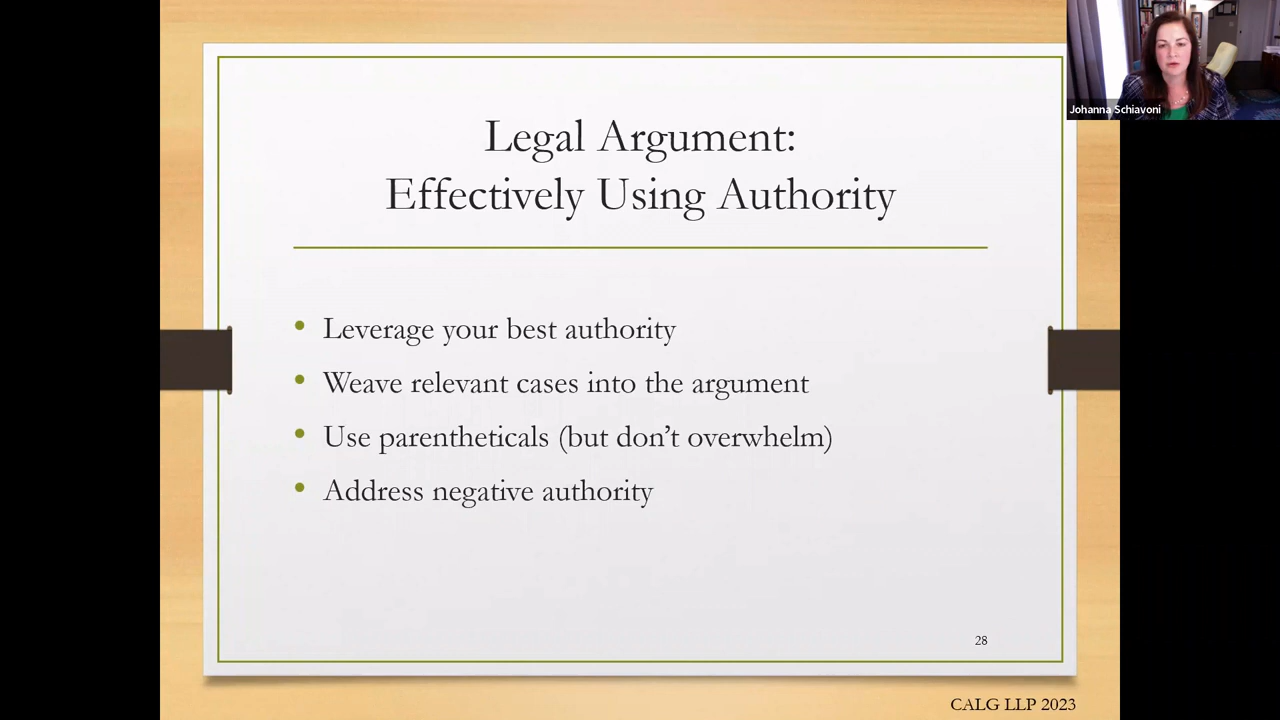 Johanna Schiavoni
Legal Argument:
Effectively Using Authority
• Leverage your best authority
• Weave relevant cases into the argument
• Use parentheticals (but don’t overwhelm)
• Address negative authority
28
CALG LLP 2023